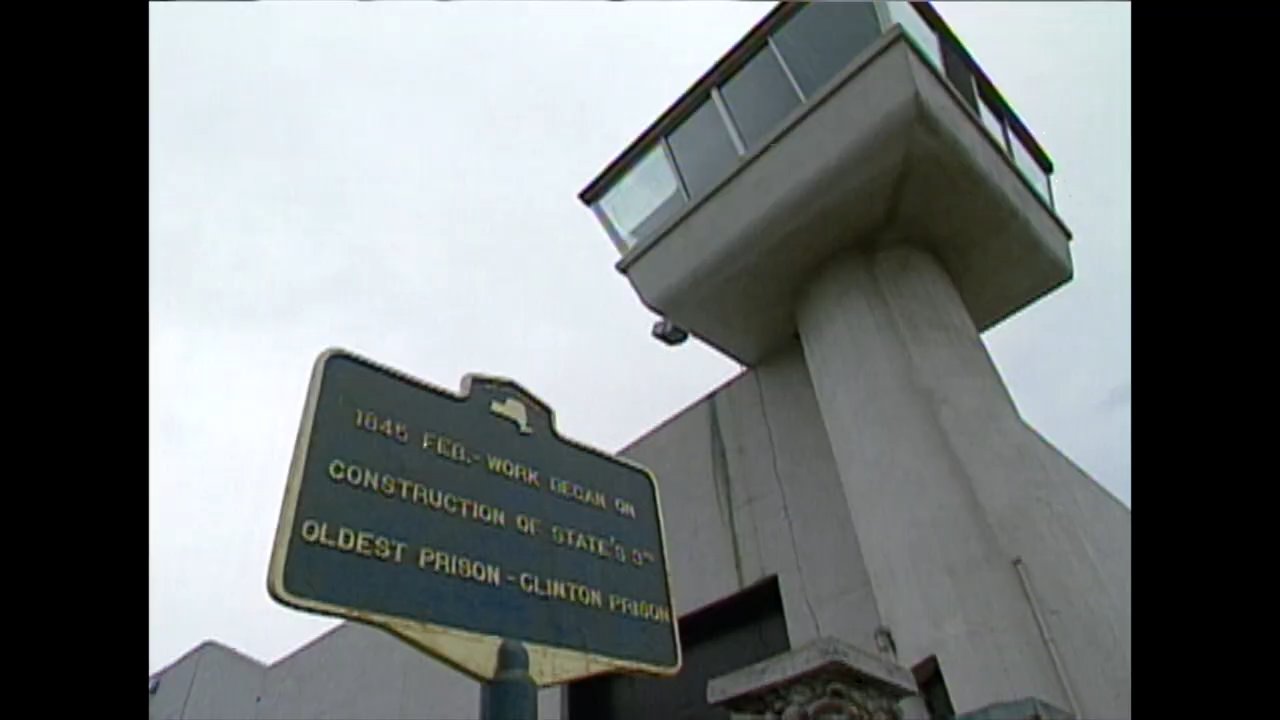 1845 FEB.-WORK BEGAN ON
CONSTRUCTION OF STATE'S 3RD
OLDEST PRISON-CLINTON PRISON